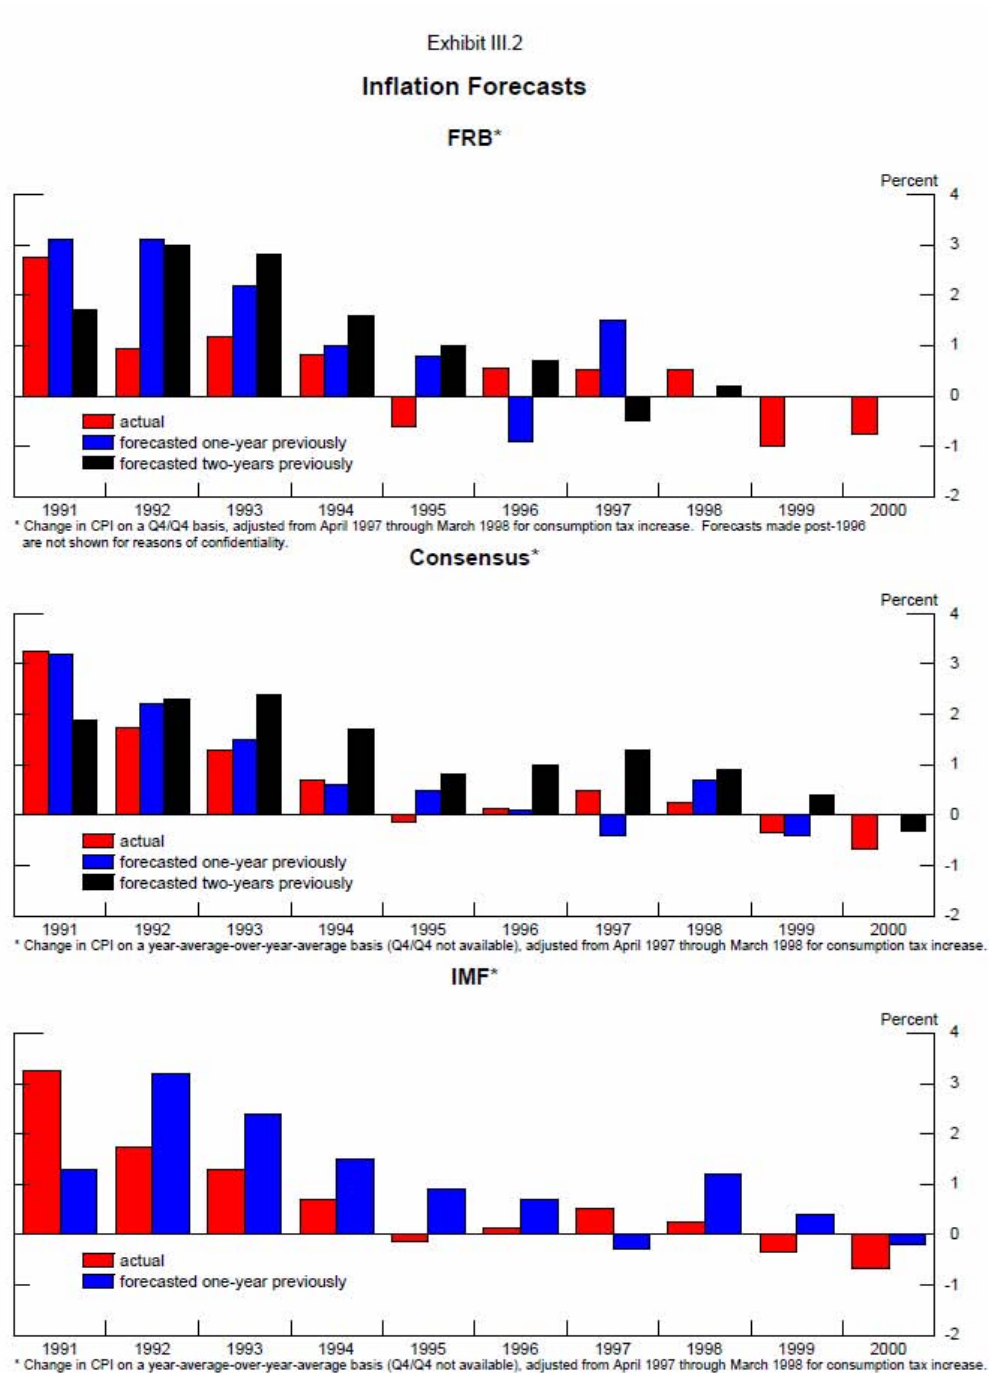 Exhibit III.2
Inflation Forecasts
FRB*
Percent
4
3
2
1
0
-1
-2
actual
forecasted one-year previously
forecasted two-years previously
1991 1992 1993 1994 1995 1996 1997 1998 1999 2000
* Change in CPI on a Q4/Q4 basis, adjusted from April 1997 through March 1998 for consumption tax increase. Forecasts made post-1996
are not shown for reasons of confidentiality.
Consensus*
Percent
4
3
2
1
0
-1
-2
actual
forecasted one-year previously
forecasted two-years previously
1991 1992 1993 1994 1995 1996 1997 1998 1999 2000
* Change in CPI on a year-average-over-year-average basis (Q4/Q4 not available), adjusted from April 1997 through March 1998 for consumption tax increase.
IMF*
Percent
4
3
2
1
0
-1
-2
actual
forecasted one-year previously
1991 1992 1993 1994 1995 1996 1997 1998 1999 2000
* Change in CPI on a year-average-over-year-average basis (Q4/Q4 not available), adjusted from April 1997 through March 1998 for consumption tax increase.